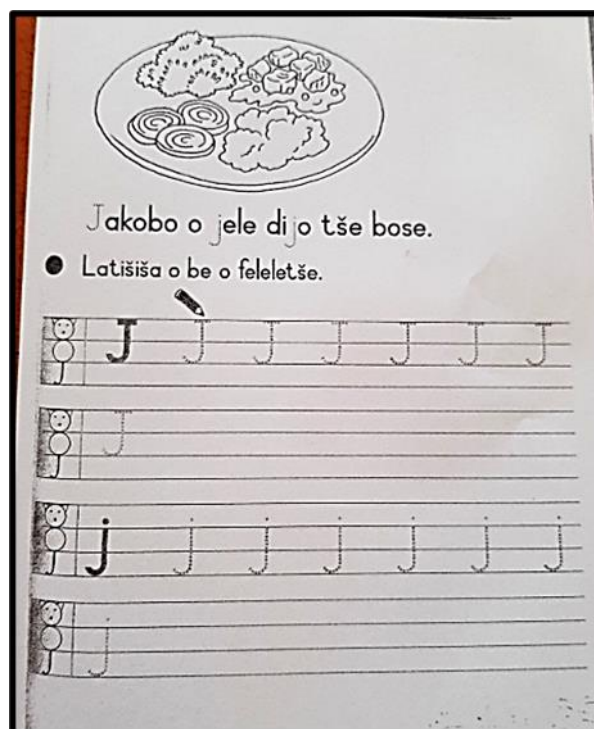 Jakobo o jele dijo tše bose.
Latišiša o be o feleletše.
J J J J J J J
J
j j j j j j j
j